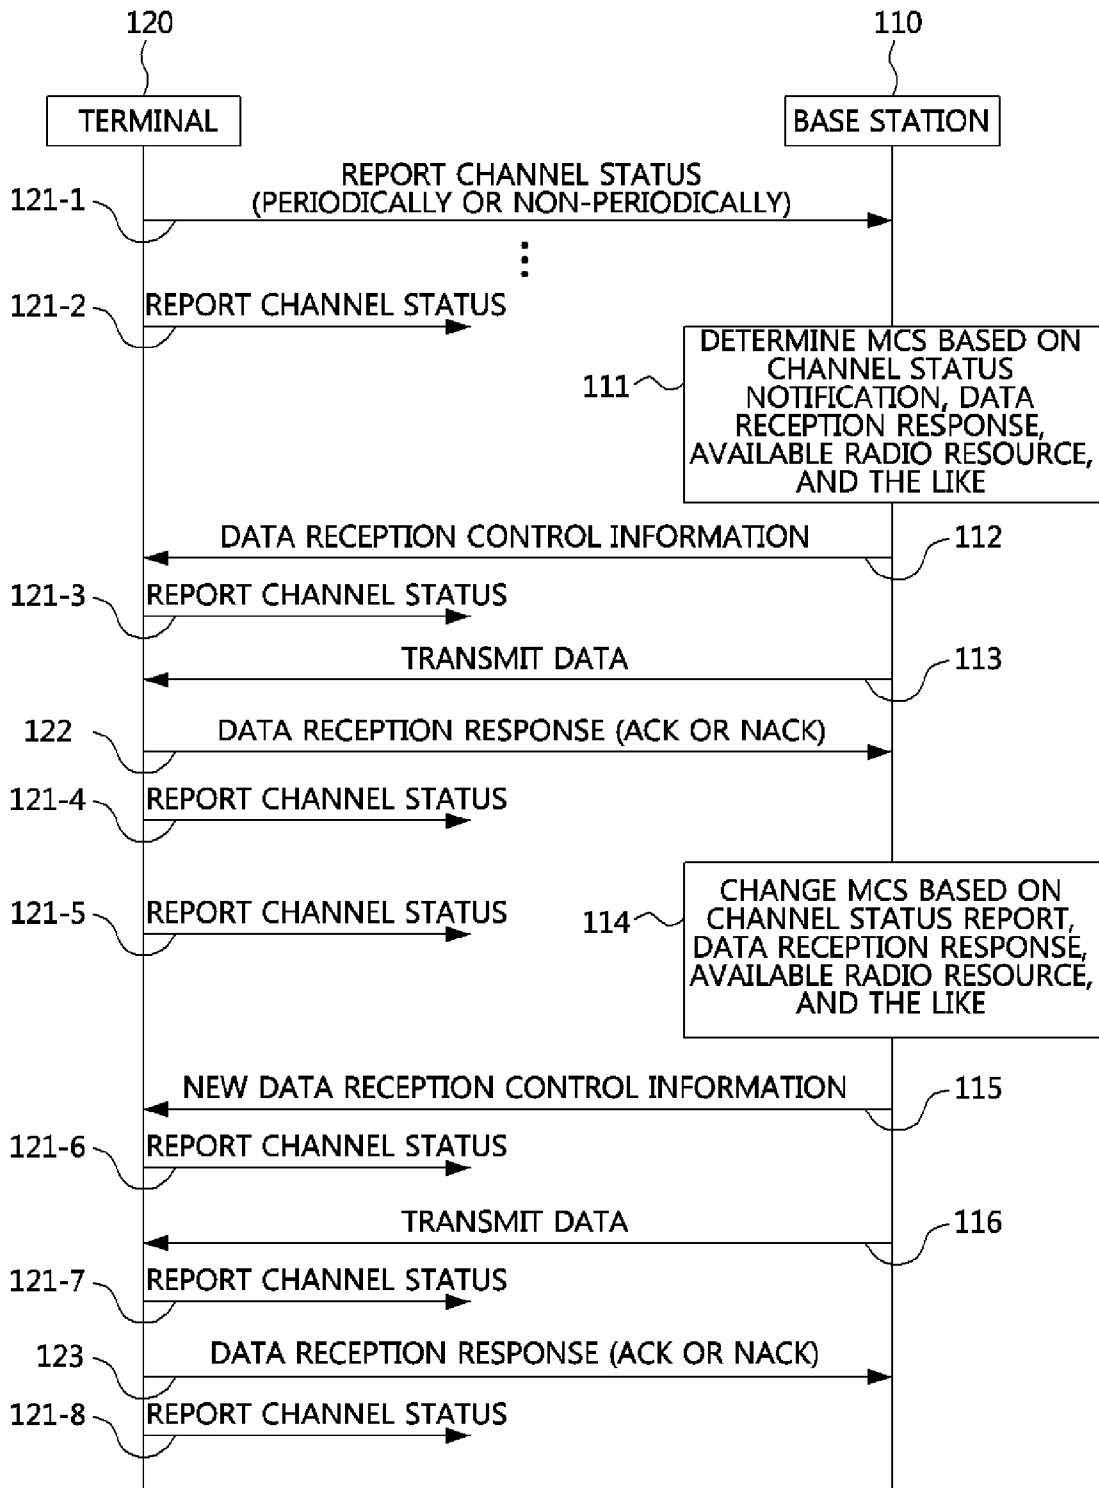 120
110
TERMINAL
BASE STATION
REPORT CHANNEL STATUS
(PERIODICALLY OR NON-PERIODICALLY)
121-1
121-2
REPORT CHANNEL STATUS
111
DETERMINE MCS BASED ON
CHANNEL STATUS
NOTIFICATION, DATA
RECEPTION RESPONSE,
AVAILABLE RADIO RESOURCE,
AND THE LIKE
DATA RECEPTION CONTROL INFORMATION
112
121-3
REPORT CHANNEL STATUS
TRANSMIT DATA
113
122
DATA RECEPTION RESPONSE (ACK OR NACK)
121-4
REPORT CHANNEL STATUS
121-5
REPORT CHANNEL STATUS
114
CHANGE MCS BASED ON
CHANNEL STATUS REPORT,
DATA RECEPTION RESPONSE,
AVAILABLE RADIO RESOURCE,
AND THE LIKE
NEW DATA RECEPTION CONTROL INFORMATION
115
121-6
REPORT CHANNEL STATUS
TRANSMIT DATA
116
121-7
REPORT CHANNEL STATUS
123
DATA RECEPTION RESPONSE (ACK OR NACK)
121-8
REPORT CHANNEL STATUS